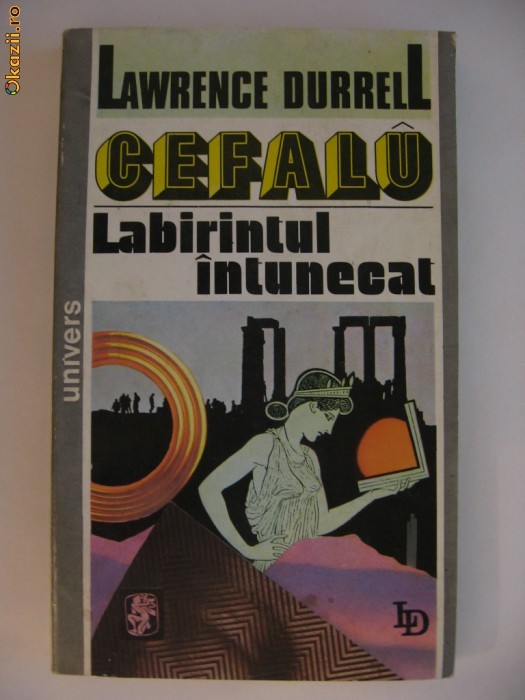 Okazii.ro
LAWRENCE DURRELL
CEFALÛ
Labirintul
întunecat
univers
LD